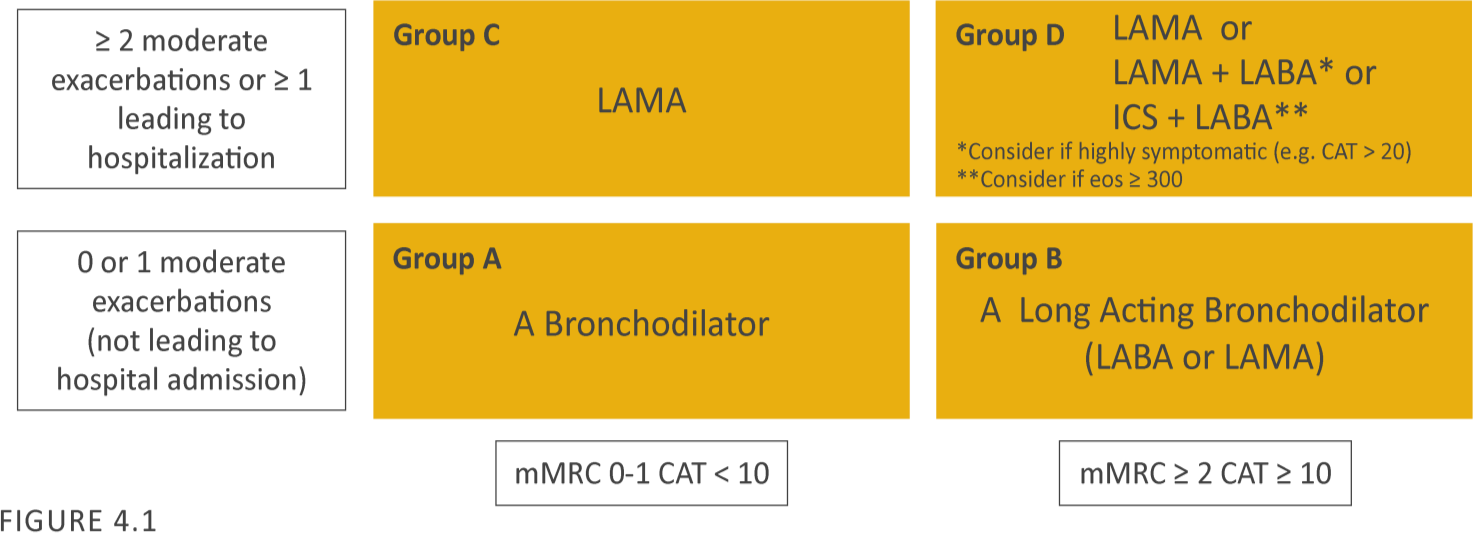 ≥ 2 moderate
exacerbations or ≥ 1
leading to
hospitalization
Group C
LAMA
Group D
LAMA or
LAMA + LABA* or
ICS + LABA**
*Consider if highly symptomatic (e.g. CAT > 20)
**Consider if eos ≥ 300
0 or 1 moderate
exacerbations
(not leading to
hospital admission)
Group A
A Bronchodilator
Group B
A Long Acting Bronchodilator
(LABA or LAMA)
mMRC 0-1 CAT < 10
mMRC ≥ 2 CAT ≥ 10
FIGURE 4.1